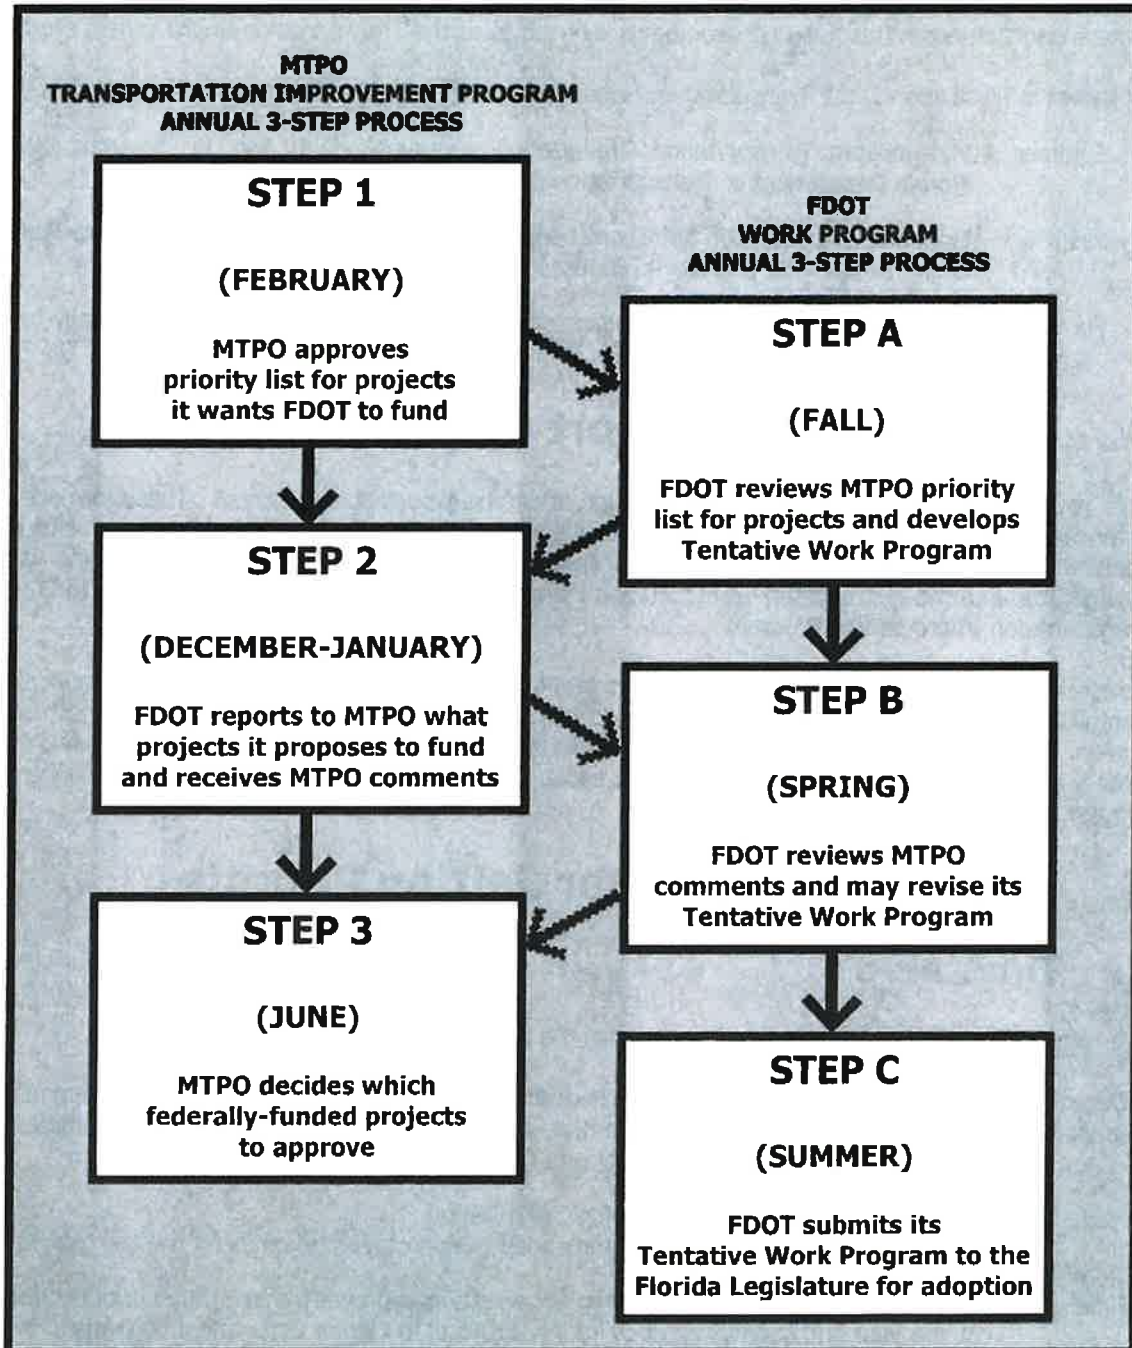 MTPO
TRANSPORTATION IMPROVEMENT PROGRAM
ANNUAL 3-STEP PROCESS
STEP 1
(FEBRUARY)
MTPO approves
priority list for projects
it wants FDOT to fund
STEP 2
(DECEMBER-JANUARY)
FDOT reports to MTPO what
projects it proposes to fund
and receives MTPO comments
STEP 3
(JUNE)
MTPO decides which
federally-funded projects
to approve
FDOT
WORK PROGRAM
ANNUAL 3-STEP PROCESS
STEP A
(FALL)
FDOT reviews MTPO priority
list for projects and develops
Tentative Work Program
STEP B
(SPRING)
FDOT reviews MTPO
comments and may revise its
Tentative Work Program
STEP C
(SUMMER)
FDOT submits its
Tentative Work Program to the
Florida Legislature for adoption